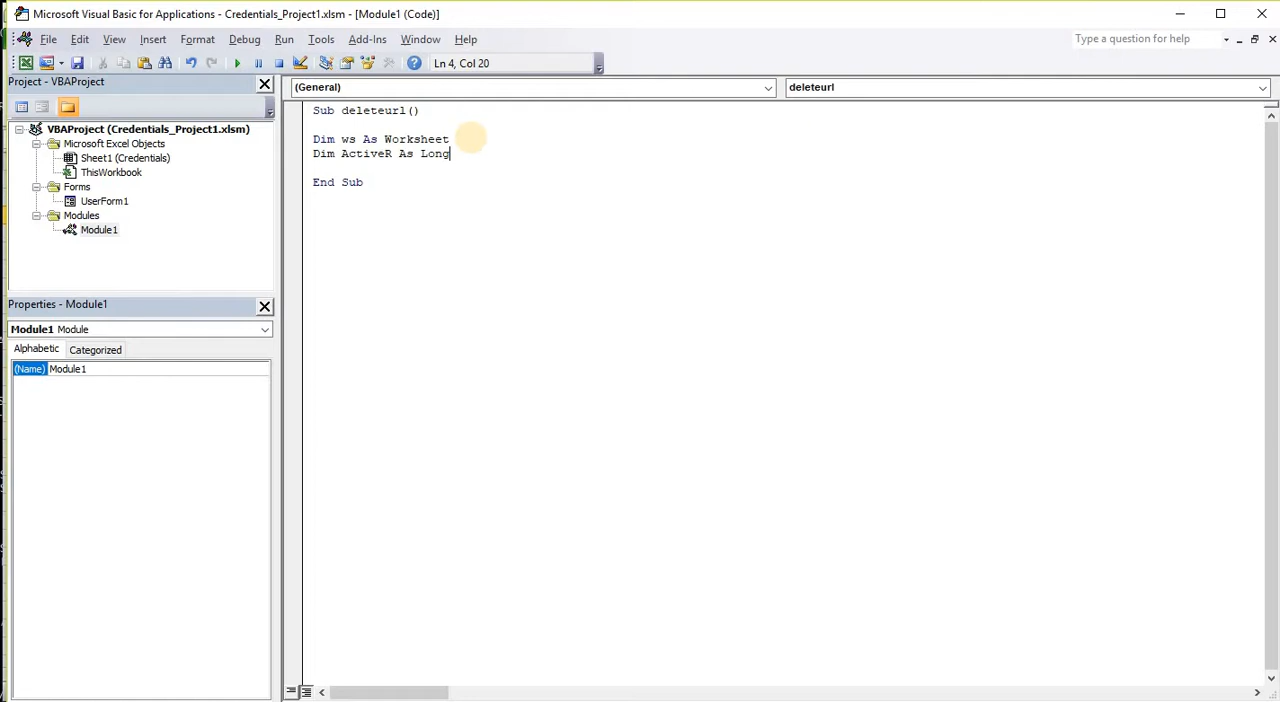 Microsoft Visual Basic for Applications - Credentials_Project1.xlsm - [Module1 (Code)]
File Edit View Insert Format Debug Run Tools Add-Ins Window Help
Type a question for help
Ln 4, Col 20
Project - VBAProject
(General)
deleteurl
VBAProject (Credentials_Project1.xlsm)
Microsoft Excel Objects
Sheet1 (Credentials)
ThisWorkbook
Forms
UserForm1
Modules
Module1
Sub deleteurl()
Dim ws As Worksheet
Dim ActiveR As Long
End Sub
Properties - Module1
Module1 Module
Alphabetic Categorized
(Name) Module1